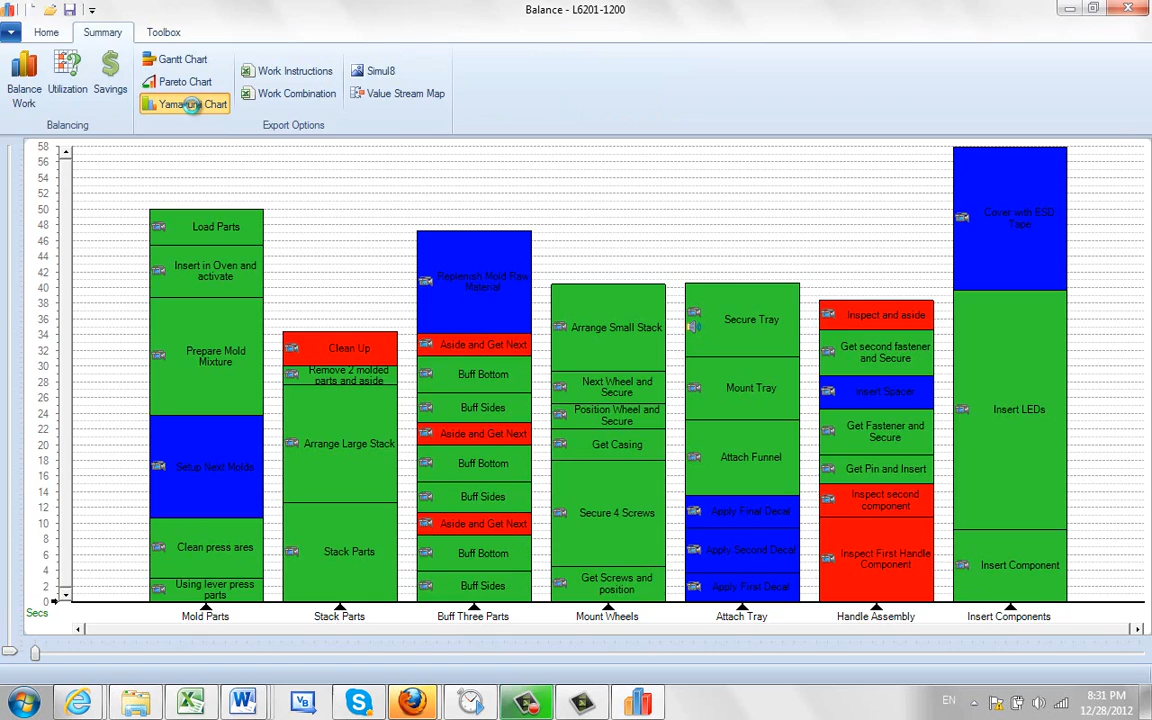 Balance - L6201-1200
Home
Summary
Toolbox
Balance
Work
Utilization
Savings
Balancing
Gantt Chart
Pareto Chart
Chart
Work Instructions
Work Combination
Simul8
Value Stream Map
Export Options
58
56
54
52
50
48
46
44
42
40
38
36
34
32
30
28
26
24
22
20
18
16
14
12
10
8
6
4
2
0
Secs
Load Parts
Insert in Oven and
activate
Prepare Mold
Mixture
Setup Next Molds
Clean press ares
Using lever press
parts
Mold Parts
Clean Up
Remove 2 molded
parts and aside
Arrange Large Stack
Stack Parts
Stack Parts
Replenish Mold Raw
Material
Aside and Get Next
Buff Bottom
Buff Sides
Aside and Get Next
Buff Bottom
Buff Sides
Aside and Get Next
Buff Bottom
Buff Sides
Buff Three Parts
Arrange Small Stack
Next Wheel and
Secure
Position Wheel and
Secure
Get Casing
Secure 4 Screws
Get Screws and
position
Mount Wheels
Secure Tray
Mount Tray
Attach Funnel
Apply Final Decal
Apply Second Decal
Apply First Decal
Attach Tray
Inspect and aside
Get second fastener
and Secure
Insert Spacer
Get Fastener and
Secure
Get Pin and Insert
Inspect second
component
Inspect First Handle
Component
Handle Assembly
Cover with ESD
Tape
Insert LEDs
Insert Component
Insert Components
EN
8:31 PM
12/28/2012